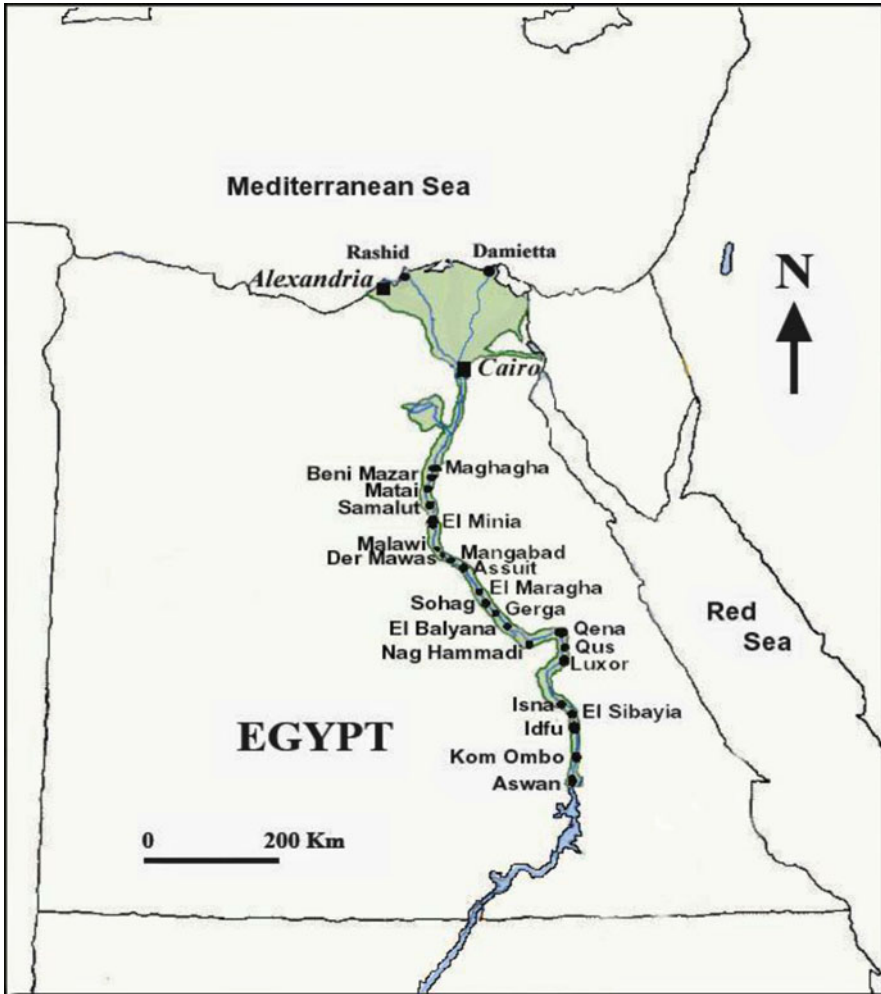 Mediterranean Sea
Rashid
Damietta
Alexandria
N
Cairo
Maghagha
Beni Mazar
Matai
Samalut
El Minia
Malawi
Mangabad
Der Mawas
Assuit
El Maragha
Sohag
Gerga
El Balyana
Qena
Red
Sea
Nag Hammadi
Qus
Luxor
Isna
El Sibayia
Idfu
EGYPT
Kom Ombo
Aswan
0
200 Km